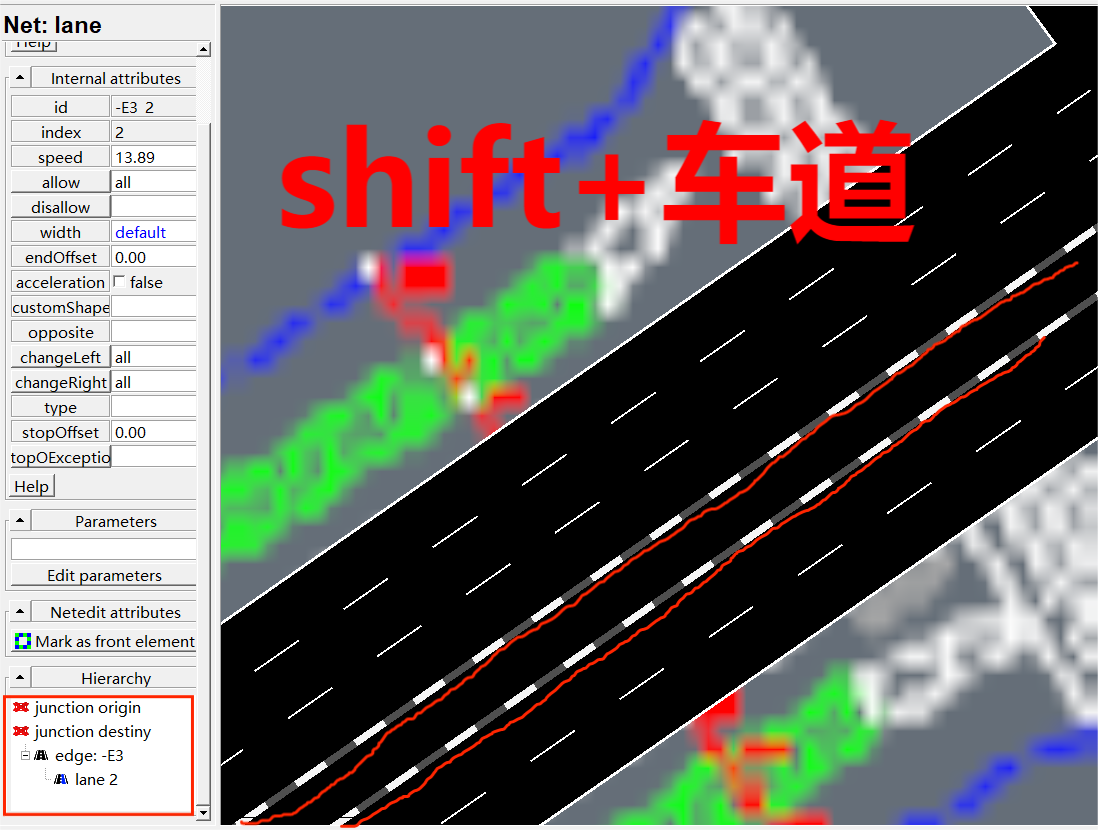 Net: lane
Help
Internal attributes
id -E3_2
index 2
speed 13.89
allow all
disallow
width default
endOffset 0.00
acceleration false
customShape
opposite
changeLeft all
changeRight all
type
stopOffset 0.00
topOExceptio
Help
Parameters
Edit parameters
Netedit attributes
Mark as front element
Hierarchy
junction origin
junction destiny
edge: -E3
lane 2
shift+车道